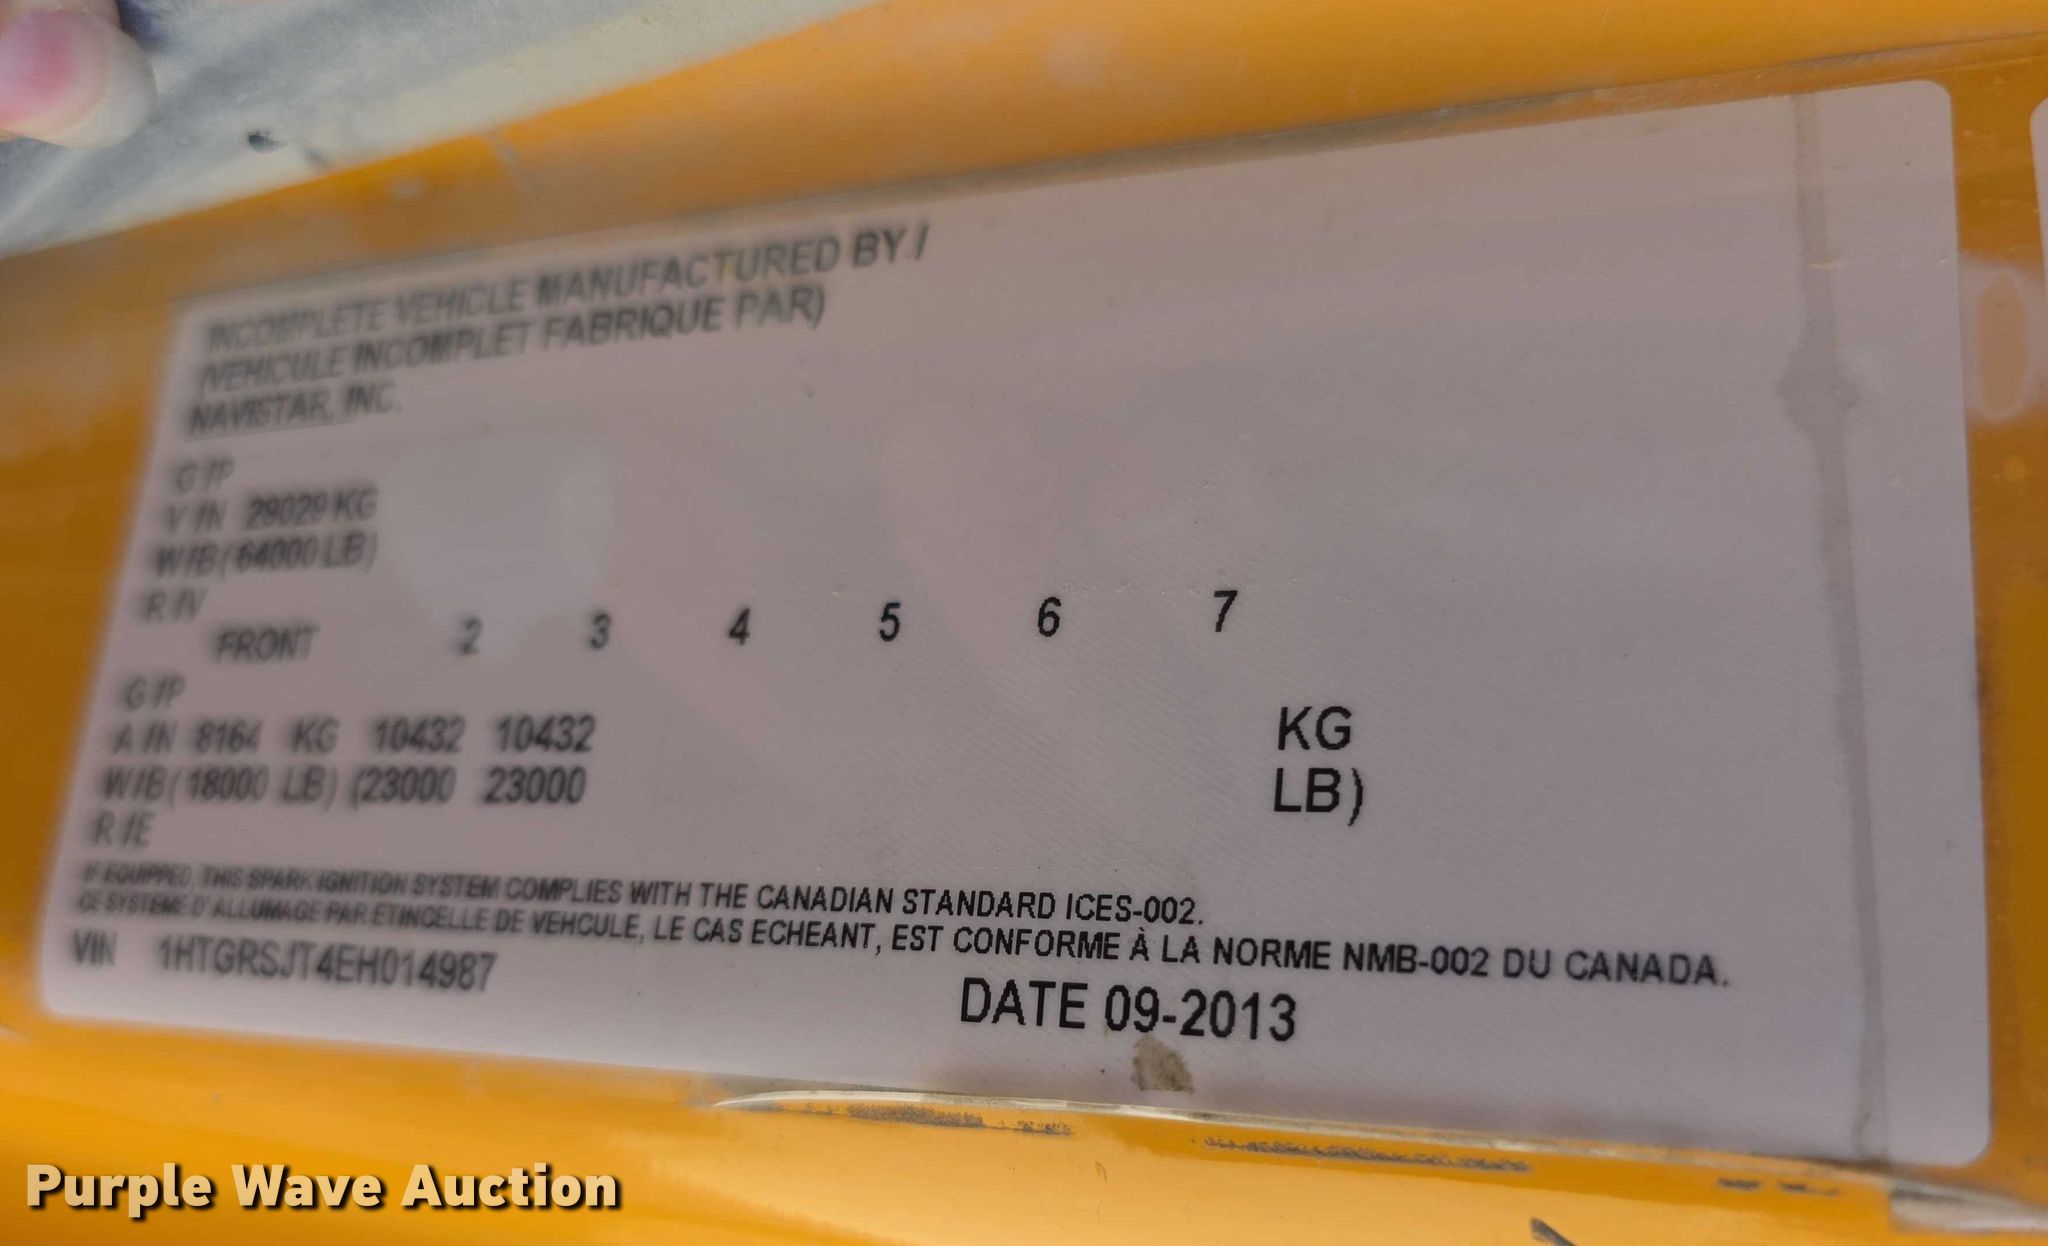 INCOMPLETE VEHICLE MANUFACTURED BY /
(VEHICULE INCOMPLET FABRIQUE PAR)
NAVISTAR, INC.
G /P
V /N 29029 KG
W/B (64000 LB)
R /V
FRONT 2 3 4 5 6 7
G /P
A /N 8164 KG 10432 10432 KG
W/B (18000 LB) (23000 23000 LB)
R /E
IF EQUIPPED, THIS SPARK IGNITION SYSTEM COMPLIES WITH THE CANADIAN STANDARD ICES-002.
CE SYSTEME D'ALLUMAGE PAR ETINCELLE DE VEHCULE, LE CAS ECHEANT, EST CONFORME À LA NORME NMB-002 DU CANADA.
VIN 1HTGRSJT4EH014987
DATE 09-2013
Purple Wave Auction